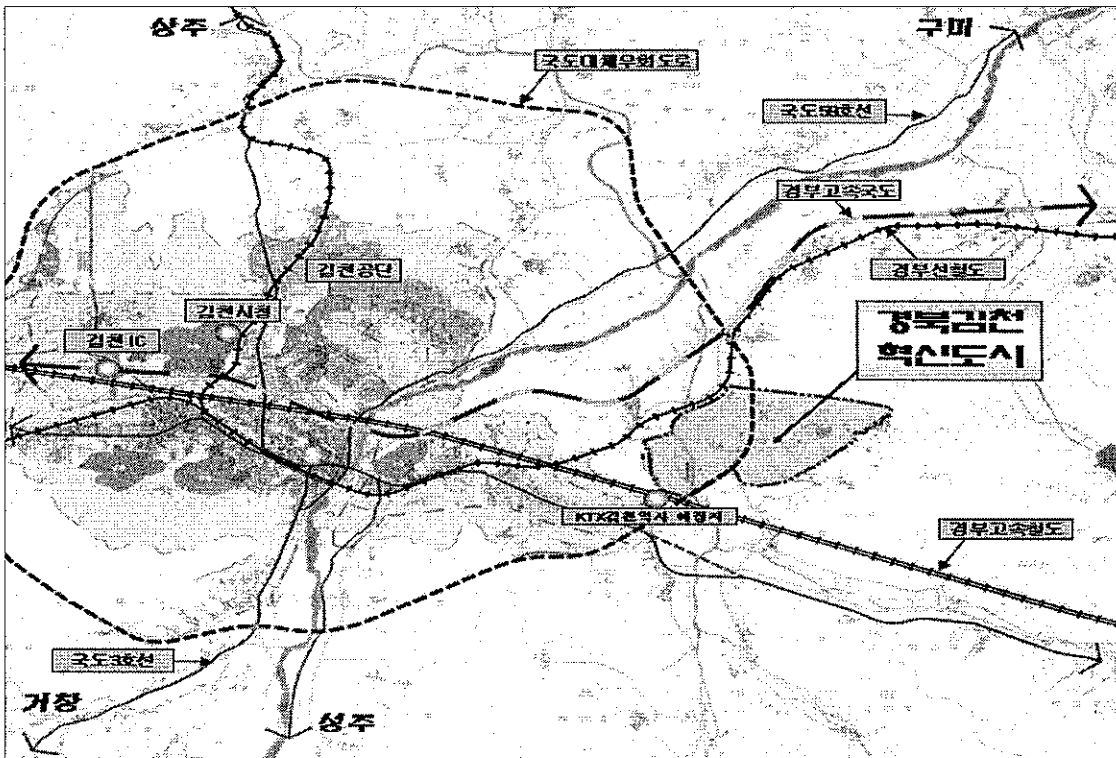 상주
구미
국도대체우회도로
국도59호선
경부고속국도
김천공단
경부선철도
김천시청
경북김천
혁신도시
김천IC
KTX김천역사 예정지
경부고속철도
국도3호선
거창
성주